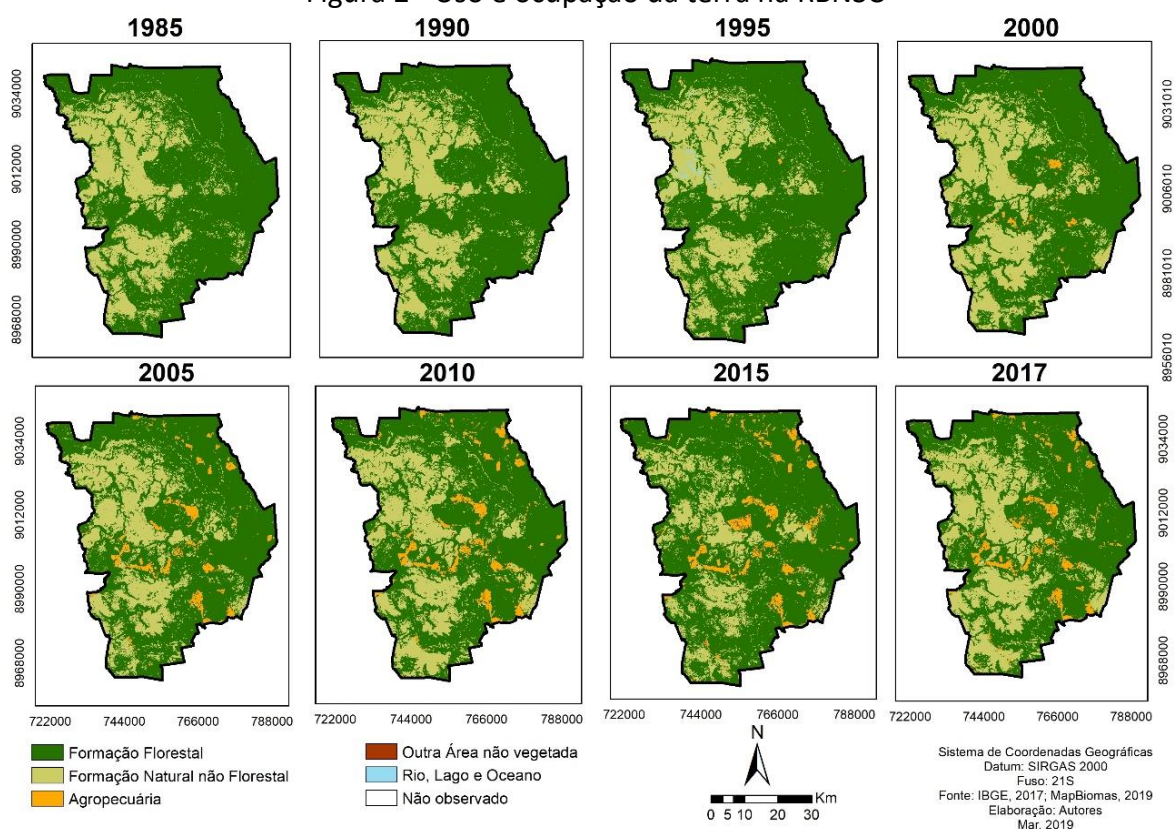 1985
1990
1995
2000
9034000
9012000
8990000
8968000
9031010
9006010
8981010
8956010
2005
2010
2015
2017
9034000
9012000
8990000
8968000
9034000
9012000
8990000
8968000
722000 744000 766000 788000
722000 744000 766000 788000
722000 744000 766000 788000
722000 744000 766000 788000
Formação Florestal
Formação Natural não Florestal
Agropecuária
Outra Área não vegetada
Rio, Lago e Oceano
Não observado
N
Km
0 5 10 20 30
Sistema de Coordenadas Geográficas
Datum: SIRGAS 2000
Fuso: 21S
Fonte: IBGE, 2017; MapBiomas, 2019
Elaboração: Autores
Mar. 2019